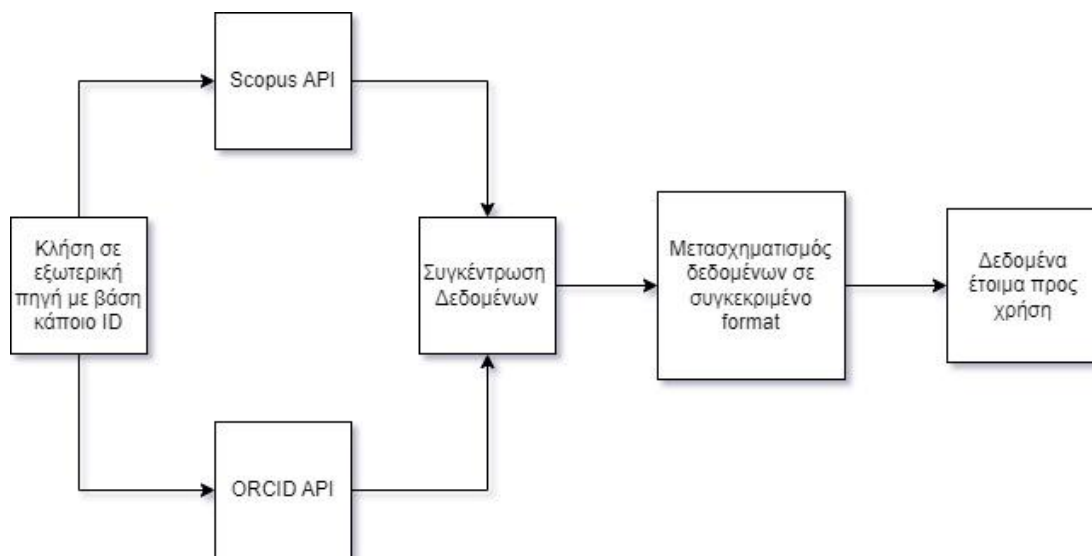 Scopus API
Κλήση σε
εξωτερική
πηγή με βάση
κάποιο ID
Συγκέντρωση
Δεδομένων
Μετασχηματισμός
δεδομένων σε
συγκεκριμένο
format
Δεδομένα
έτοιμα προς
χρήση
ORCID API